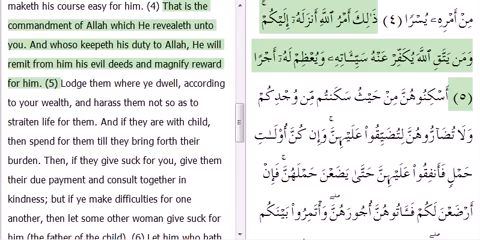 maketh his course easy for him. (4) That is the
commandment of Allah which He revealeth unto
you. And whoso keepeth his duty to Allah, He will
remit from him his evil deeds and magnify reward
for him. (5) Lodge them where ye dwell, according
to your wealth, and harass them not so as to
straiten life for them. And if they are with child,
then spend for them till they bring forth their
burden. Then, if they give suck for you, give them
their due payment and consult together in
kindness; but if ye make difficulties for one
another, then let some other woman give suck for
him (the father of the child). (6) Let him who hath
مِنْ أَمْرِهِۦ يُسْرًا (٤) ذَٰلِكَ أَمْرُ ٱللَّهِ أَنزَلَهُۥٓ إِلَيْكُمْ ۚ
وَمَن يَتَّقِ ٱللَّهَ يُكَفِّرْ عَنْهُ سَيِّـَٔاتِهِۦ وَيُعْظِمْ لَهُۥٓ أَجْرًا
(٥) أَسْكِنُوهُنَّ مِنْ حَيْثُ سَكَنتُم مِّن وُجْدِكُمْ
وَلَا تُضَآرُّوهُنَّ لِتُضَيِّقُوا۟ عَلَيْهِنَّ ۚ وَإِن كُنَّ أُو۟لَـٰتِ
حَمْلٍ فَأَنفِقُوا۟ عَلَيْهِنَّ حَتَّىٰ يَضَعْنَ حَمْلَهُنَّ ۚ فَإِنْ
أَرْضَعْنَ لَكُمْ فَـَٔاتُوهُنَّ أُجُورَهُنَّ ۖ وَأْتَمِرُوا۟ بَيْنَكُم